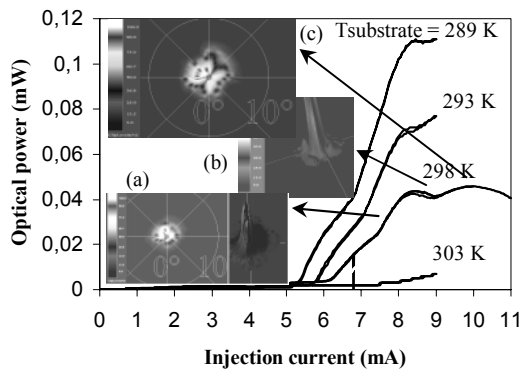 0,12
0,1
0,08
0,06
0,04
0,02
0
Optical power (mW)
(c)
Tsubstrate = 289 K
293 K
298 K
303 K
0° 10°
(b)
(a)
0° 10
0 1 2 3 4 5 6 7 8 9 10 11
Injection current (mA)